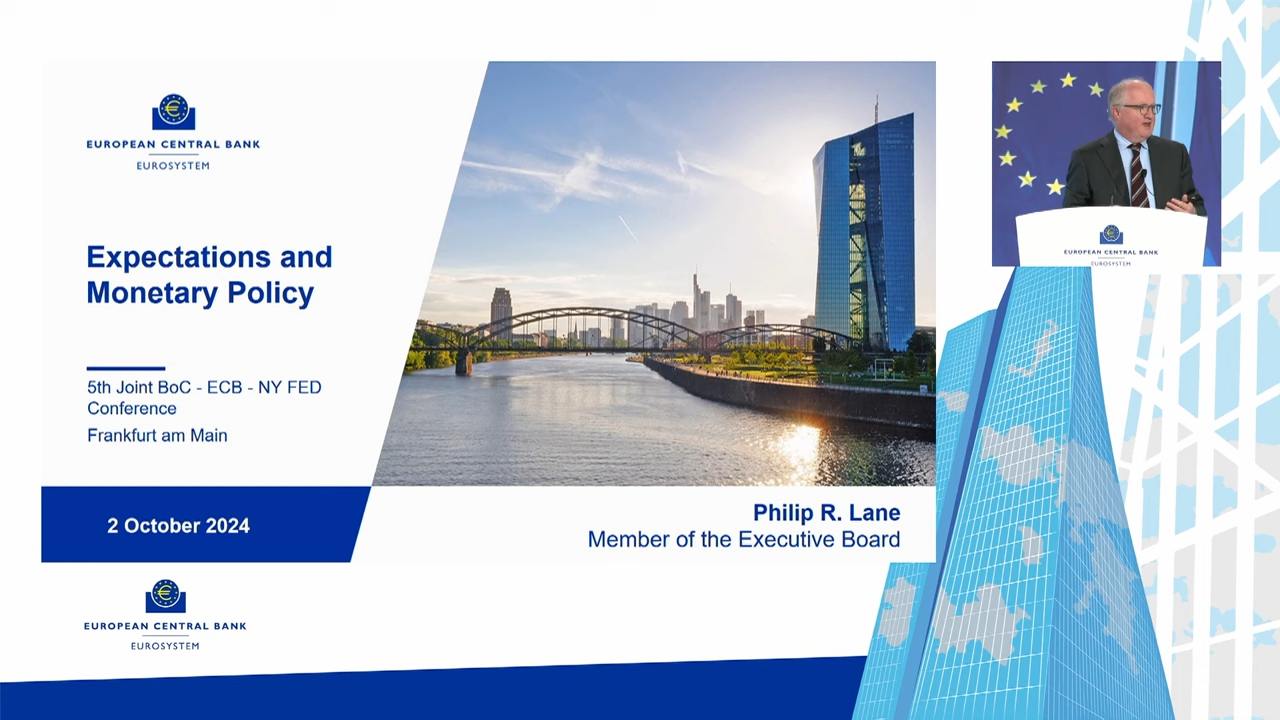 EUROPEAN CENTRAL BANK
EUROSYSTEM
Expectations and
Monetary Policy
5th Joint BoC - ECB - NY FED
Conference
Frankfurt am Main
2 October 2024
Philip R. Lane
Member of the Executive Board
EUROPEAN CENTRAL BANK
EUROSYSTEM
EUROPEAN CENTRAL BANK
EUROSYSTEM